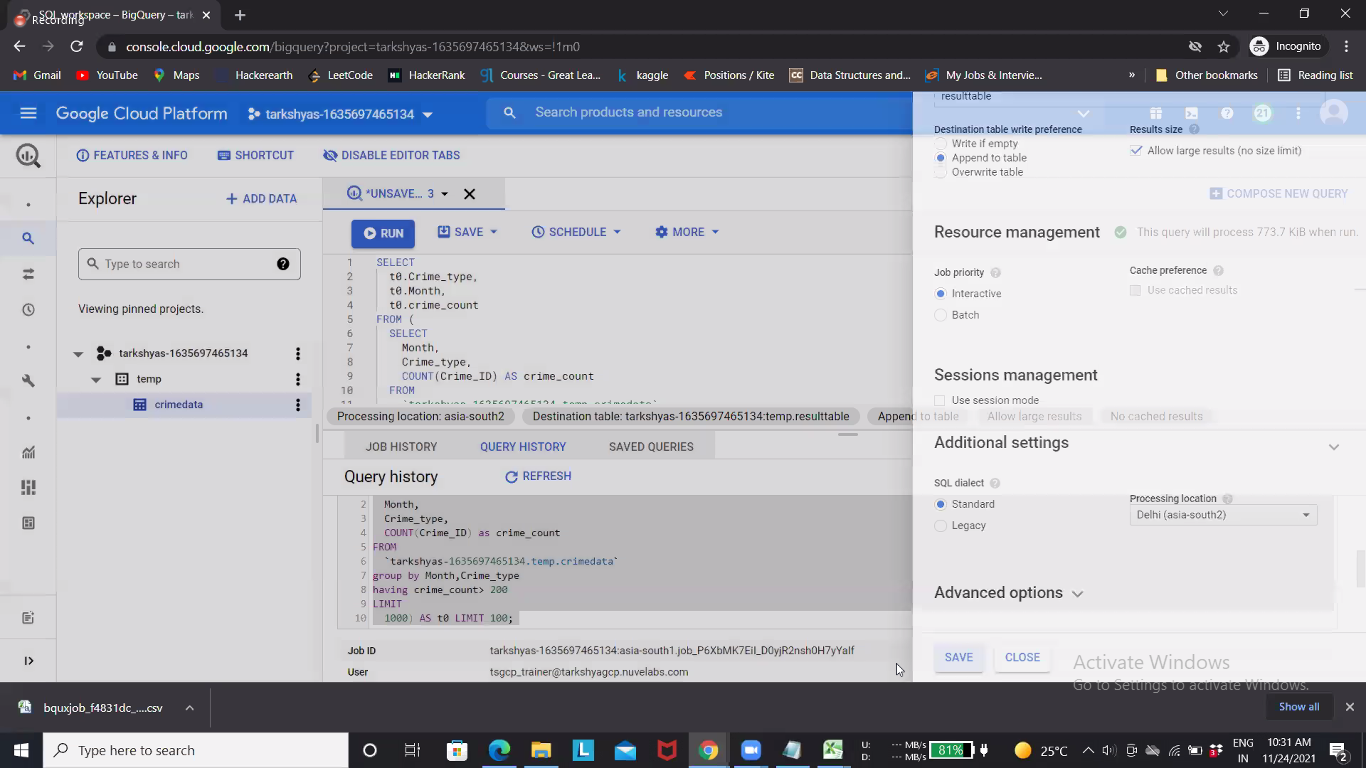 SQL workspace – BigQuery – tark
Recording
console.cloud.google.com/bigquery?project=tarkshyas-1635697465134&ws=!1m0
Incognito
Gmail YouTube Maps Hackerearth LeetCode HackerRank Courses - Great Lea... kaggle Positions / Kite Data Structures and... My Jobs & Intervie... » Other bookmarks Reading list
Google Cloud Platform tarkshyas-1635697465134 Search products and resources 21
resulttable
FEATURES & INFO SHORTCUT DISABLE EDITOR TABS
Destination table write preference
Write if empty
Append to table
Overwrite table
Results size
Allow large results (no size limit)
Explorer + ADD DATA
*UNSAVE... 3
COMPOSE NEW QUERY
RUN SAVE SCHEDULE MORE
Resource management This query will process 773.7 KiB when run.
Type to search
Viewing pinned projects.
tarkshyas-1635697465134
temp
crimedata
1 SELECT
2 t0.Crime_type,
3 t0.Month,
4 t0.crime_count
5 FROM (
6 SELECT
7 Month,
8 Crime_type,
9 COUNT(Crime_ID) AS crime_count
10 FROM
11 `tarkshyas-1635697465134.temp.crimedata`
Job priority
Interactive
Batch
Cache preference
Use cached results
Sessions management
Use session mode
Processing location: asia-south2 Destination table: tarkshyas-1635697465134:temp.resulttable Append to table Allow large results No cached results
JOB HISTORY QUERY HISTORY SAVED QUERIES
Additional settings
Query history REFRESH
SQL dialect
Standard
Legacy
Processing location
Delhi (asia-south2)
2 Month,
3 Crime_type,
4 COUNT(Crime_ID) as crime_count
5 FROM
6 `tarkshyas-1635697465134.temp.crimedata`
7 group by Month,Crime_type
8 having crime_count> 200
9 LIMIT
10 1000) AS t0 LIMIT 100;
Advanced options
Job ID tarkshyas-1635697465134:asia-south1.job_P6XbMK7EiI_D0yjR2nsh0H7yYaIf
User tsgcp_trainer@tarkshyagcp.nuvelabs.com
SAVE CLOSE
Activate Windows
Go to Settings to activate Windows.
bquxjob_f4831dc_....csv Show all
Type here to search
U: --- MB/s
D: --- MB/s
81%
25°C
ENG
IN
10:31 AM
11/24/2021
2